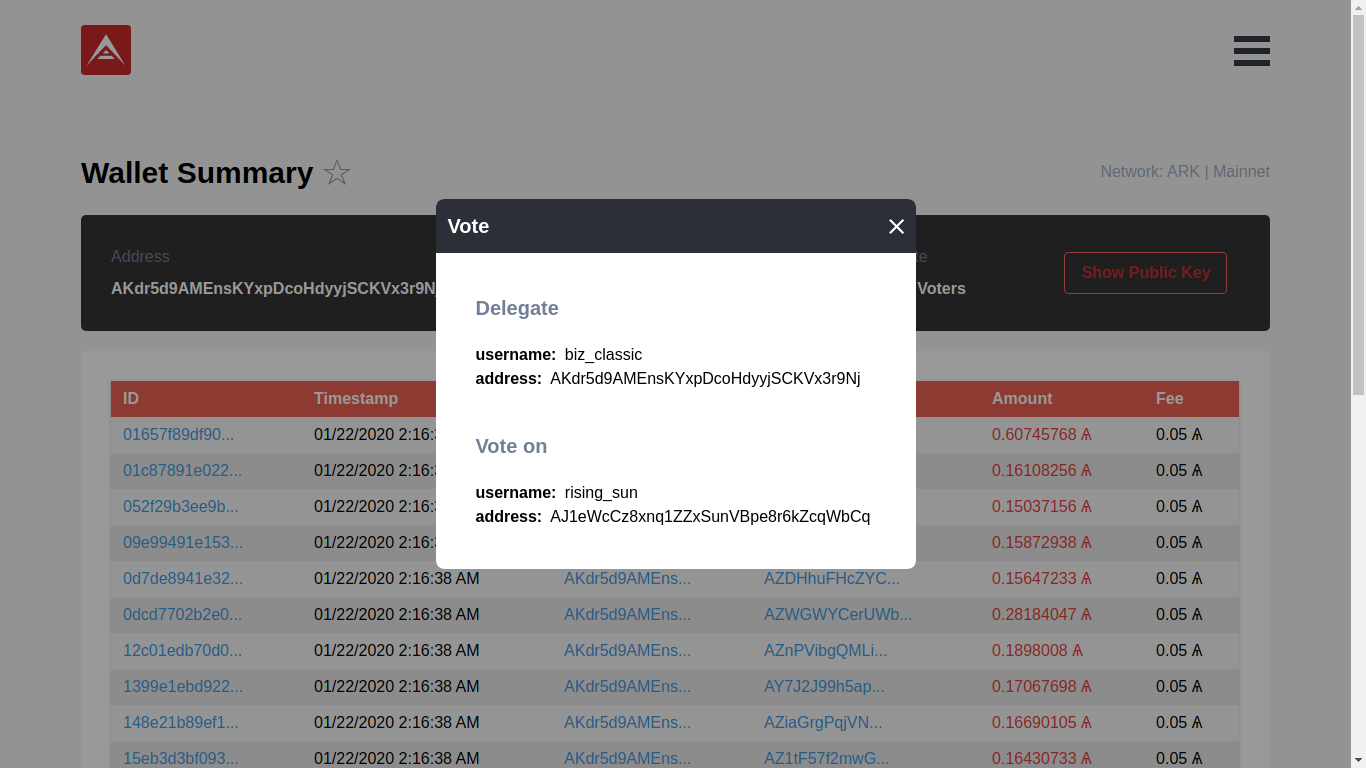 Wallet Summary ☆
Network: ARK | Mainnet
Address
AKdr5d9AMEnsKYxpDcoHdyyjSCKVx3r9Nj
Voters
Show Public Key
Vote
Delegate
username: biz_classic
address: AKdr5d9AMEnsKYxpDcoHdyyjSCKVx3r9Nj
Vote on
username: rising_sun
address: AJ1eWcCz8xnq1ZZxSunVBpe8r6kZcqWbCq
ID Timestamp Amount Fee
01657f89df90... 01/22/2020 2:16: 0.60745768 Ѧ 0.05 Ѧ
01c87891e022... 01/22/2020 2:16: 0.16108256 Ѧ 0.05 Ѧ
052f29b3ee9b... 01/22/2020 2:16: 0.15037156 Ѧ 0.05 Ѧ
09e99491e153... 01/22/2020 2:16: 0.15872938 Ѧ 0.05 Ѧ
0d7de8941e32... 01/22/2020 2:16:38 AM AKdr5d9AMEns... AZDHhuFHcZYC... 0.15647233 Ѧ 0.05 Ѧ
0dcd7702b2e0... 01/22/2020 2:16:38 AM AKdr5d9AMEns... AZWGWYCerUWb... 0.28184047 Ѧ 0.05 Ѧ
12c01edb70d0... 01/22/2020 2:16:38 AM AKdr5d9AMEns... AZnPVibgQMLi... 0.1898008 Ѧ 0.05 Ѧ
1399e1ebd922... 01/22/2020 2:16:38 AM AKdr5d9AMEns... AY7J2J99h5ap... 0.17067698 Ѧ 0.05 Ѧ
148e21b89ef1... 01/22/2020 2:16:38 AM AKdr5d9AMEns... AZiaGrgPqjVN... 0.16690105 Ѧ 0.05 Ѧ
15eb3d3bf093... 01/22/2020 2:16:38 AM AKdr5d9AMEns... AZ1tF57f2mwG... 0.16430733 Ѧ 0.05 Ѧ